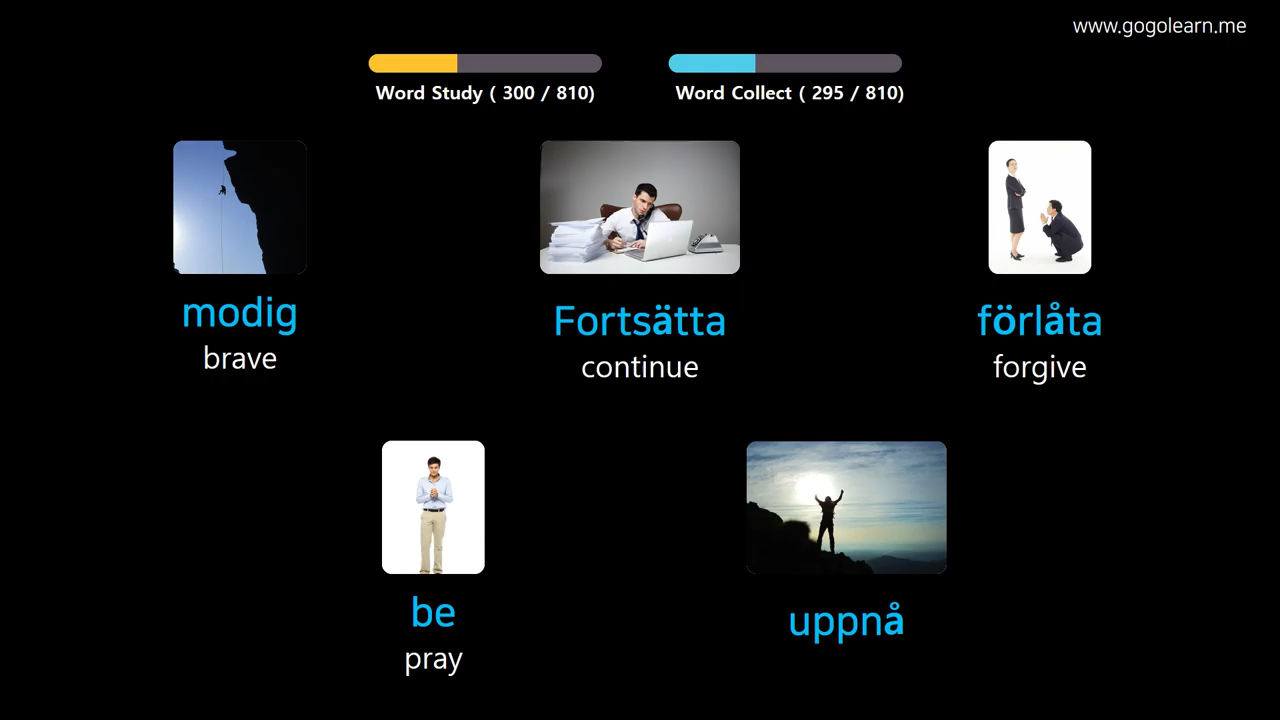 www.gogolearn.me
Word Study ( 300 / 810)
Word Collect ( 295 / 810)
modig
brave
Fortsätta
continue
förlåta
forgive
be
pray
uppnå